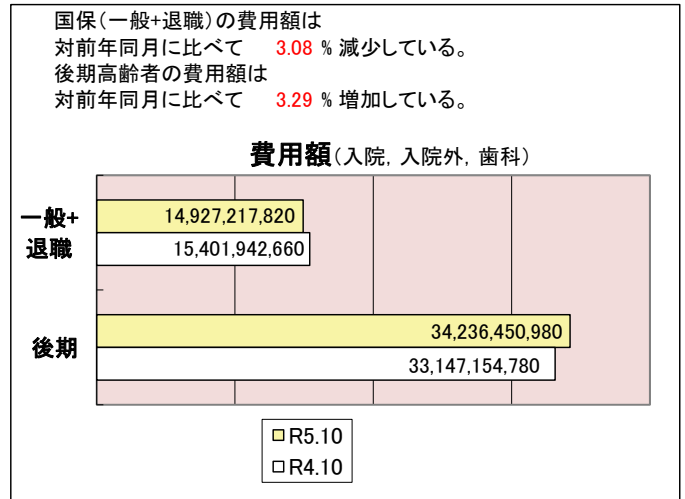 国保(一般+退職)の費用額は
対前年同月に比べて 3.08 % 減少している。
後期高齢者の費用額は
対前年同月に比べて 3.29 % 増加している。
費用額(入院, 入院外, 歯科)
一般+
退職
14,927,217,820
15,401,942,660
後期
34,236,450,980
33,147,154,780
R5.10
R4.10